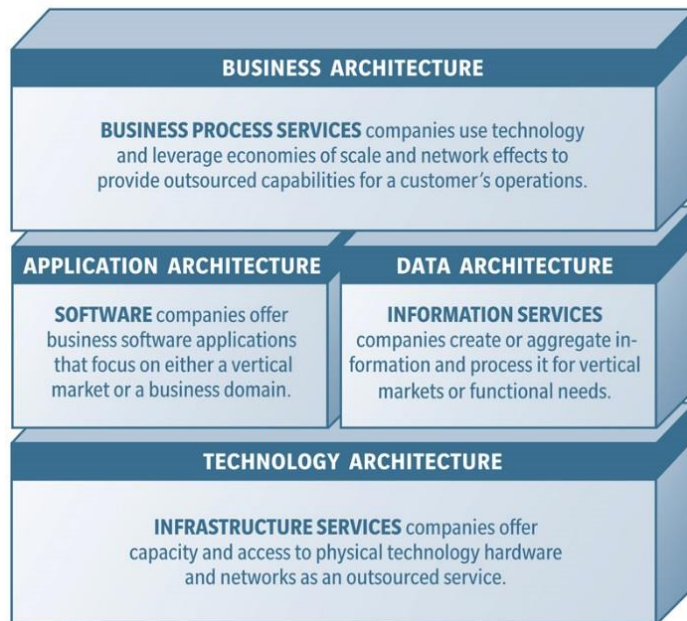 BUSINESS ARCHITECTURE
BUSINESS PROCESS SERVICES companies use technology
and leverage economies of scale and network effects to
provide outsourced capabilities for a customer's operations.
APPLICATION ARCHITECTURE
SOFTWARE companies offer
business software applications
that focus on either a vertical
market or a business domain.
DATA ARCHITECTURE
INFORMATION SERVICES
companies create or aggregate in-
formation and process it for vertical
markets or functional needs.
TECHNOLOGY ARCHITECTURE
INFRASTRUCTURE SERVICES companies offer
capacity and access to physical technology hardware
and networks as an outsourced service.